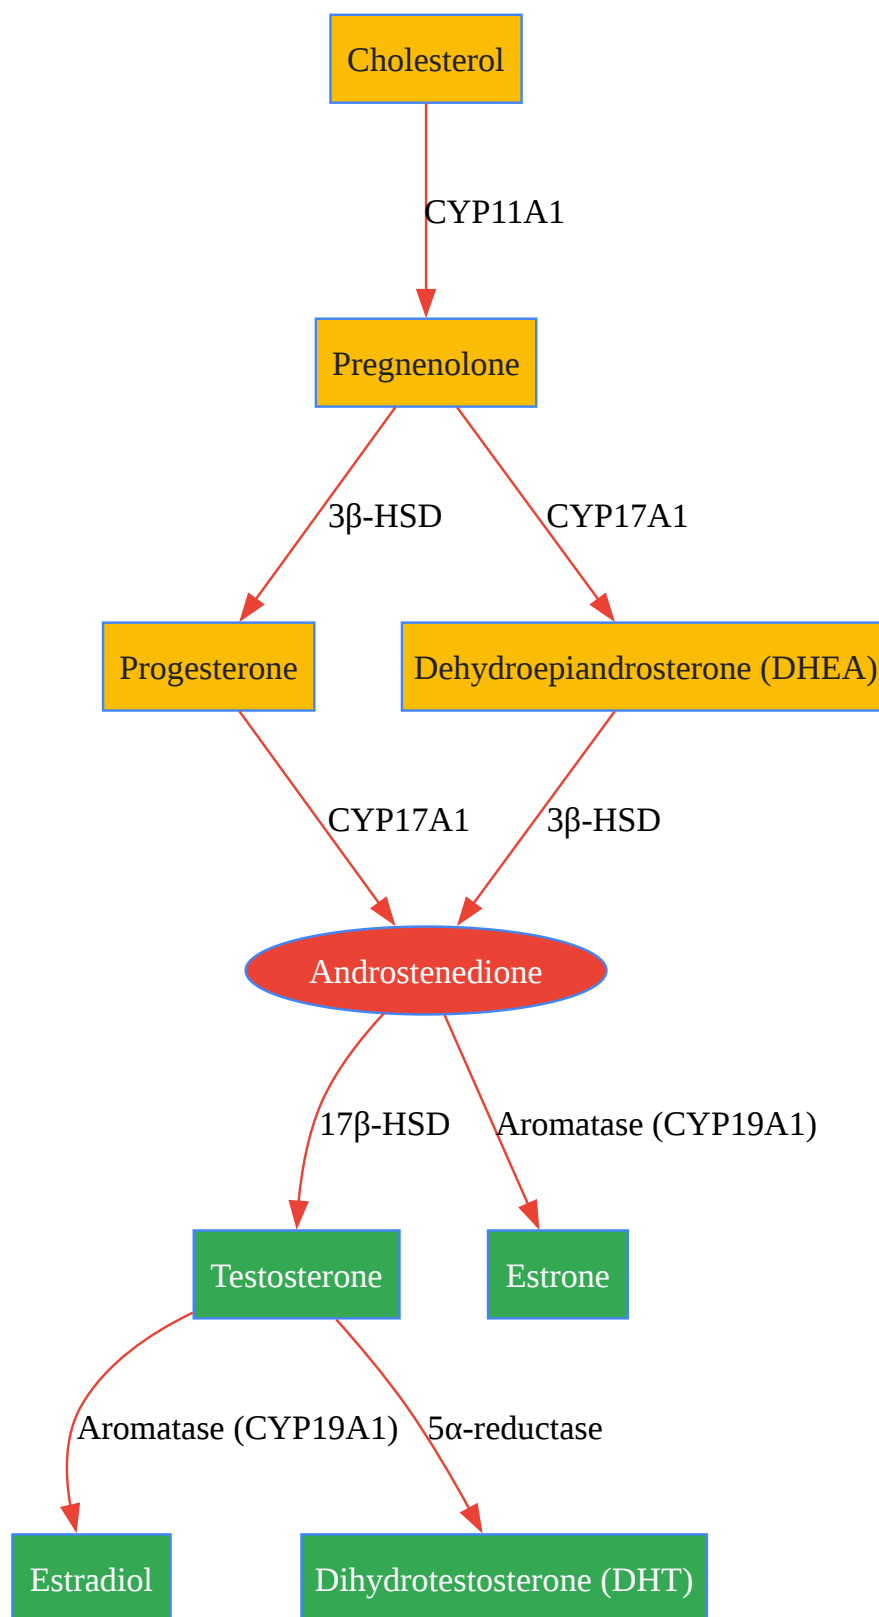 Cholesterol
CYP11A1
Pregnenolone
3β-HSD
CYP17A1
Progesterone
Dehydroepiandrosterone (DHEA)
CYP17A1
3β-HSD
Androstenedione
17β-HSD
Aromatase (CYP19A1)
Testosterone
Estrone
Aromatase (CYP19A1)
5α-reductase
Estradiol
Dihydrotestosterone (DHT)